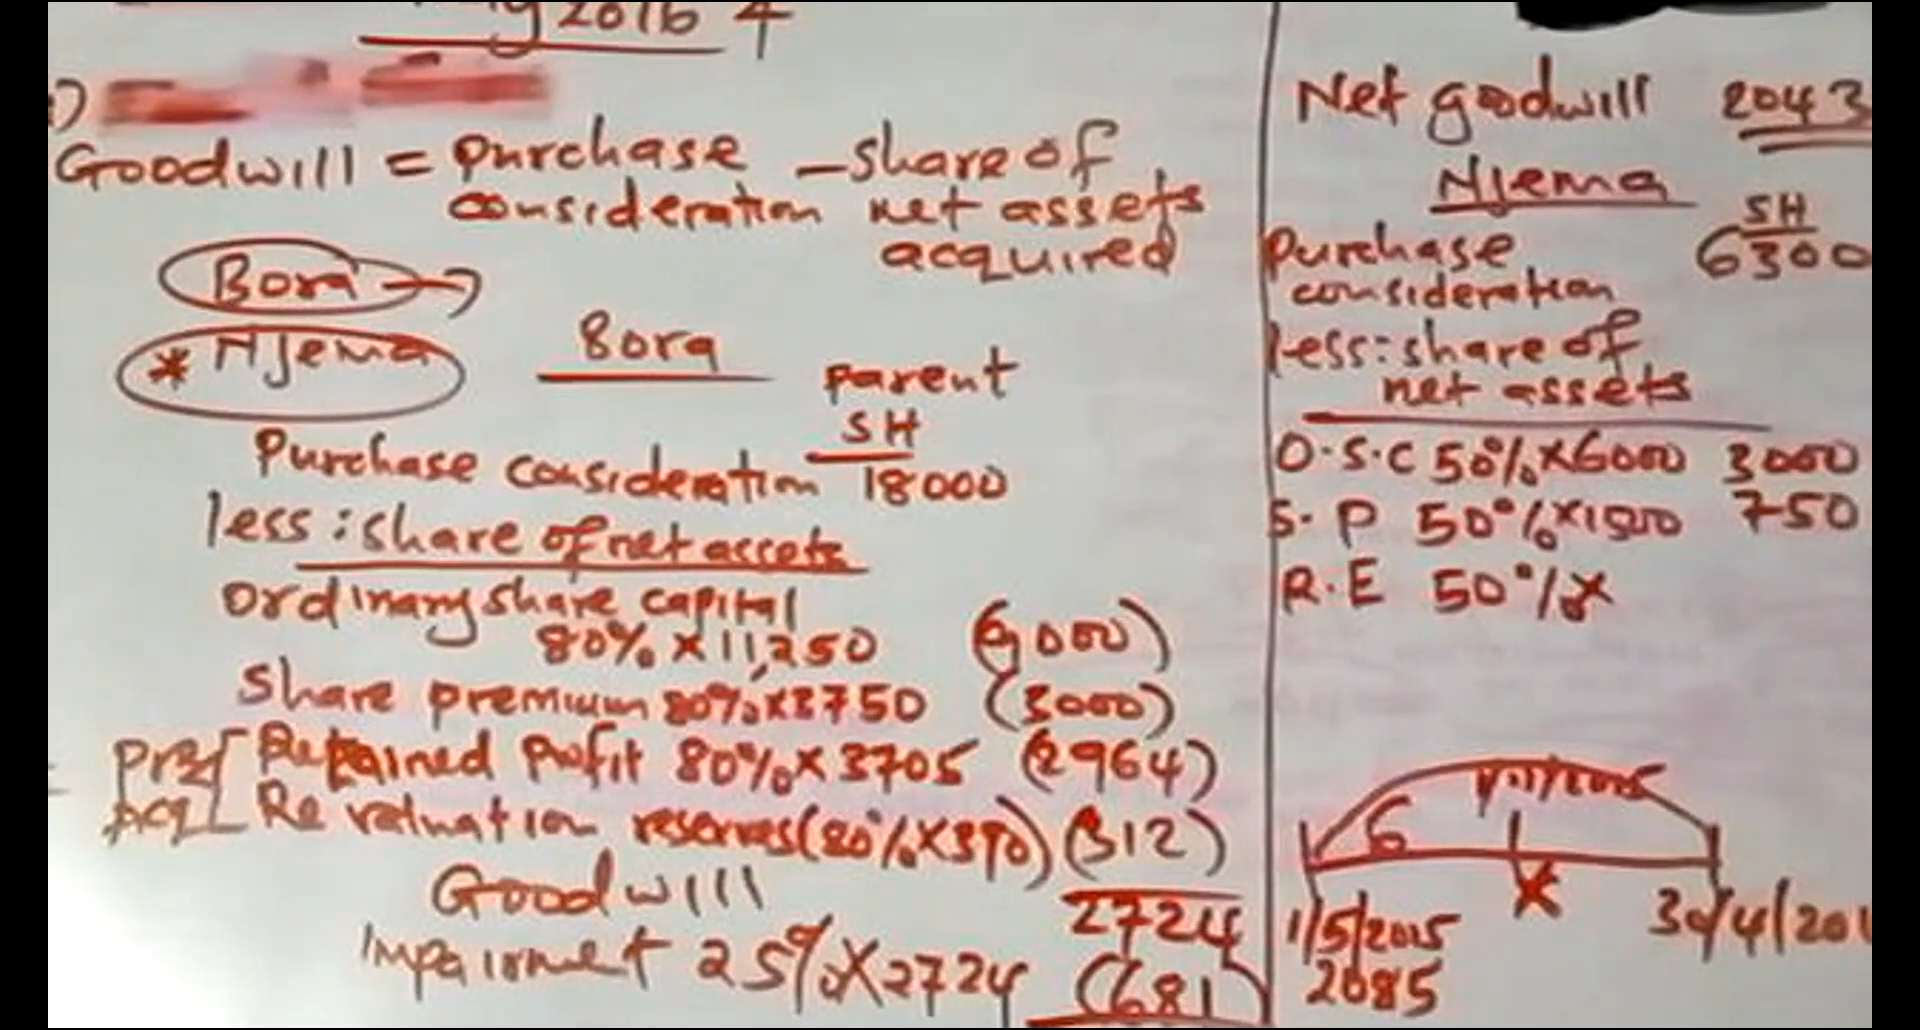 2016 4
Goodwill = purchase - share of
consideration net assets
acquired
Bora
* Njema
Bora
parent
SH
Purchase consideration 18000
less: share of net assets
ordinary share capital
80% x 11,250 (9000)
Share premium 80% x 3750 (3000)
pre Retained Profit 80% x 3705 (2964)
acq Revaluation reserves (80% x 390) (312)
Goodwill 2724
Impairment 25% x 2724 (681)
Net goodwill 2043
Njema
SH
purchase 6300
consideration
less: share of
net assets
O.S.C 50% x 6000 3000
S.P 50% x 1500 750
R.E 50% x
6
1/5/2015
2085
30/4/201